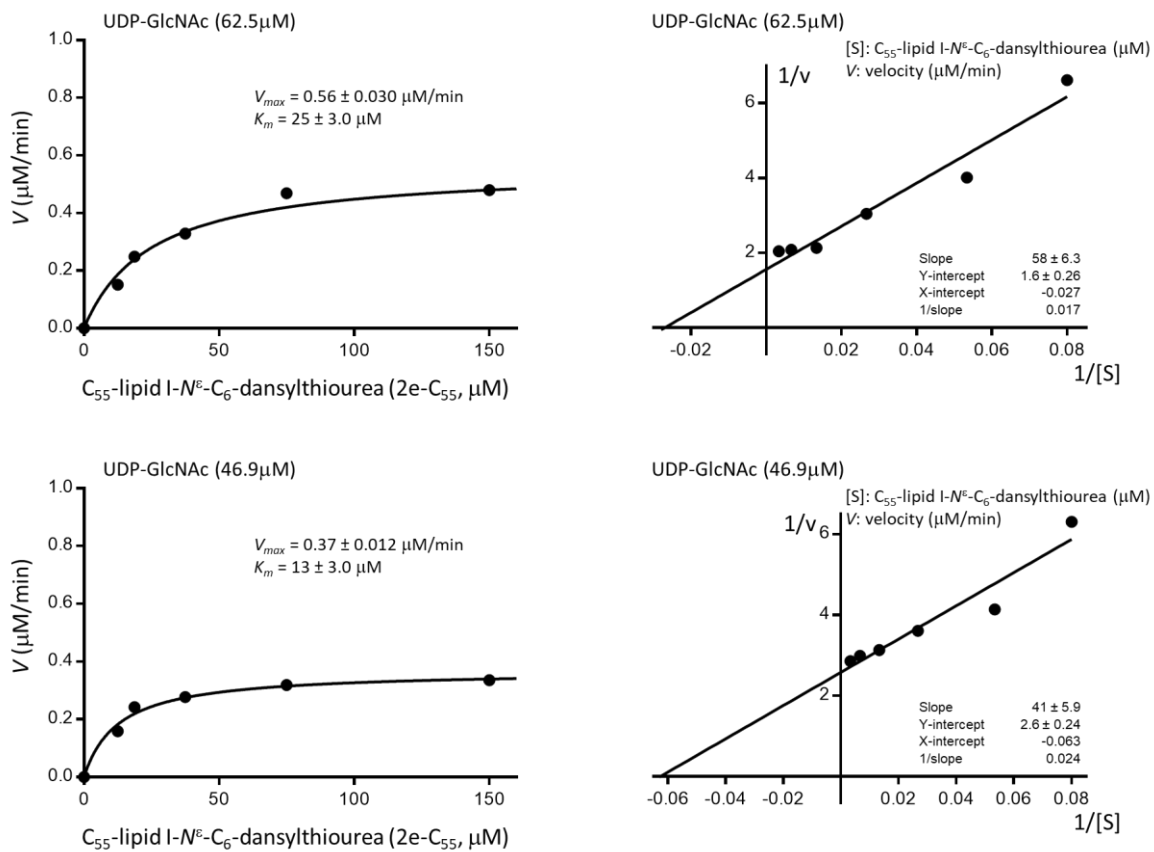 UDP-GlcNAc (62.5μM)
1.0
0.8
0.6
0.4
0.2
0.0
V (μM/min)
Vmax = 0.56 ± 0.030 μM/min
Km = 25 ± 3.0 μM
0 50 100 150
C55-lipid I-Nε-C6-dansylthiourea (2e-C55, μM)
UDP-GlcNAc (62.5μM)
[S]: C55-lipid I-Nε-C6-dansylthiourea (μM)
V: velocity (μM/min)
1/v
6
4
2
Slope 58 ± 6.3
Y-intercept 1.6 ± 0.26
X-intercept -0.027
1/slope 0.017
-0.02 0.02 0.04 0.06 0.08
1/[S]
UDP-GlcNAc (46.9μM)
1.0
0.8
0.6
0.4
0.2
0.0
V (μM/min)
Vmax = 0.37 ± 0.012 μM/min
Km = 13 ± 3.0 μM
0 50 100 150
C55-lipid I-Nε-C6-dansylthiourea (2e-C55, μM)
UDP-GlcNAc (46.9μM)
[S]: C55-lipid I-Nε-C6-dansylthiourea (μM)
V: velocity (μM/min)
1/v
6
4
2
Slope 41 ± 5.9
Y-intercept 2.6 ± 0.24
X-intercept -0.063
1/slope 0.024
-0.06 -0.04 -0.02 0.02 0.04 0.06 0.08
1/[S]